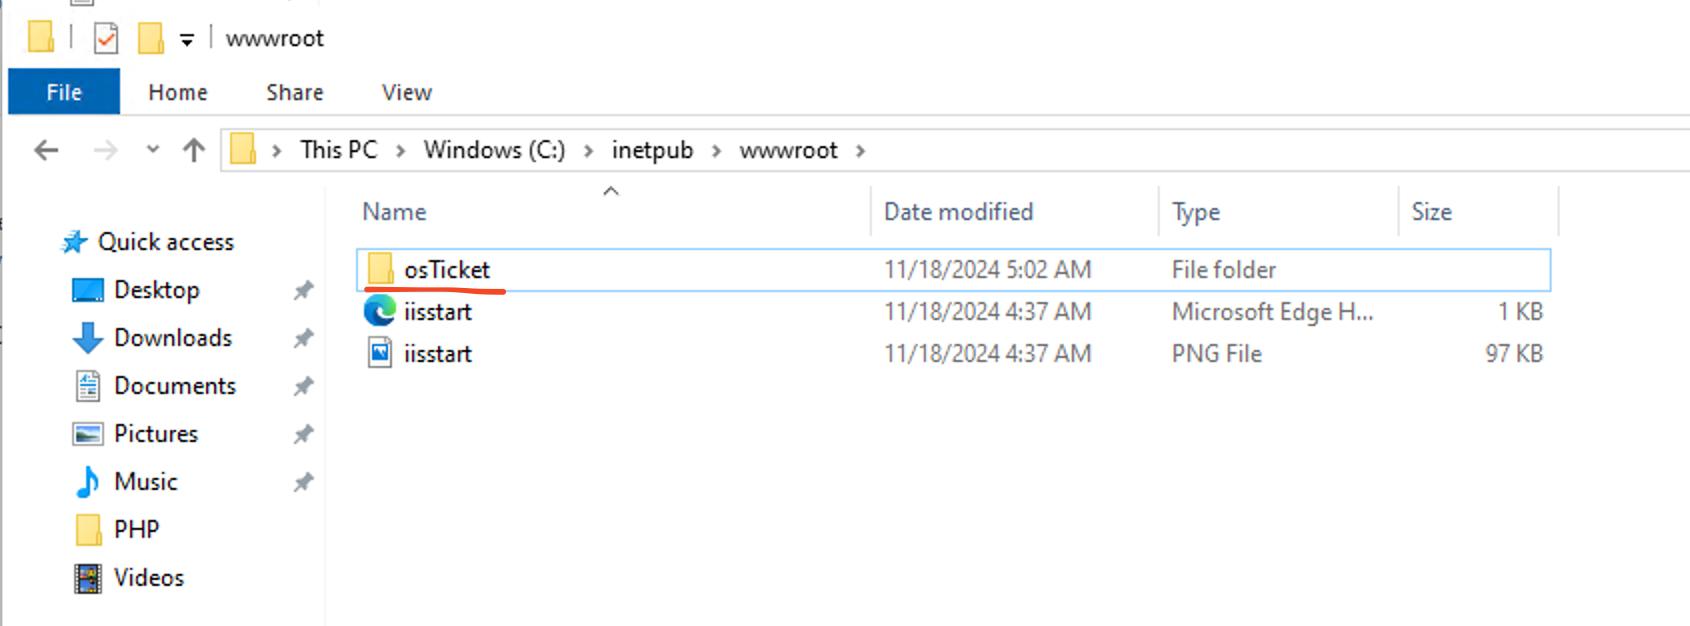 wwwroot
File Home Share View
This PC Windows (C:) inetpub wwwroot
Name Date modified Type Size
Quick access
Desktop
Downloads
Documents
Pictures
Music
PHP
Videos
osTicket 11/18/2024 5:02 AM File folder
iisstart 11/18/2024 4:37 AM Microsoft Edge H... 1 KB
iisstart 11/18/2024 4:37 AM PNG File 97 KB